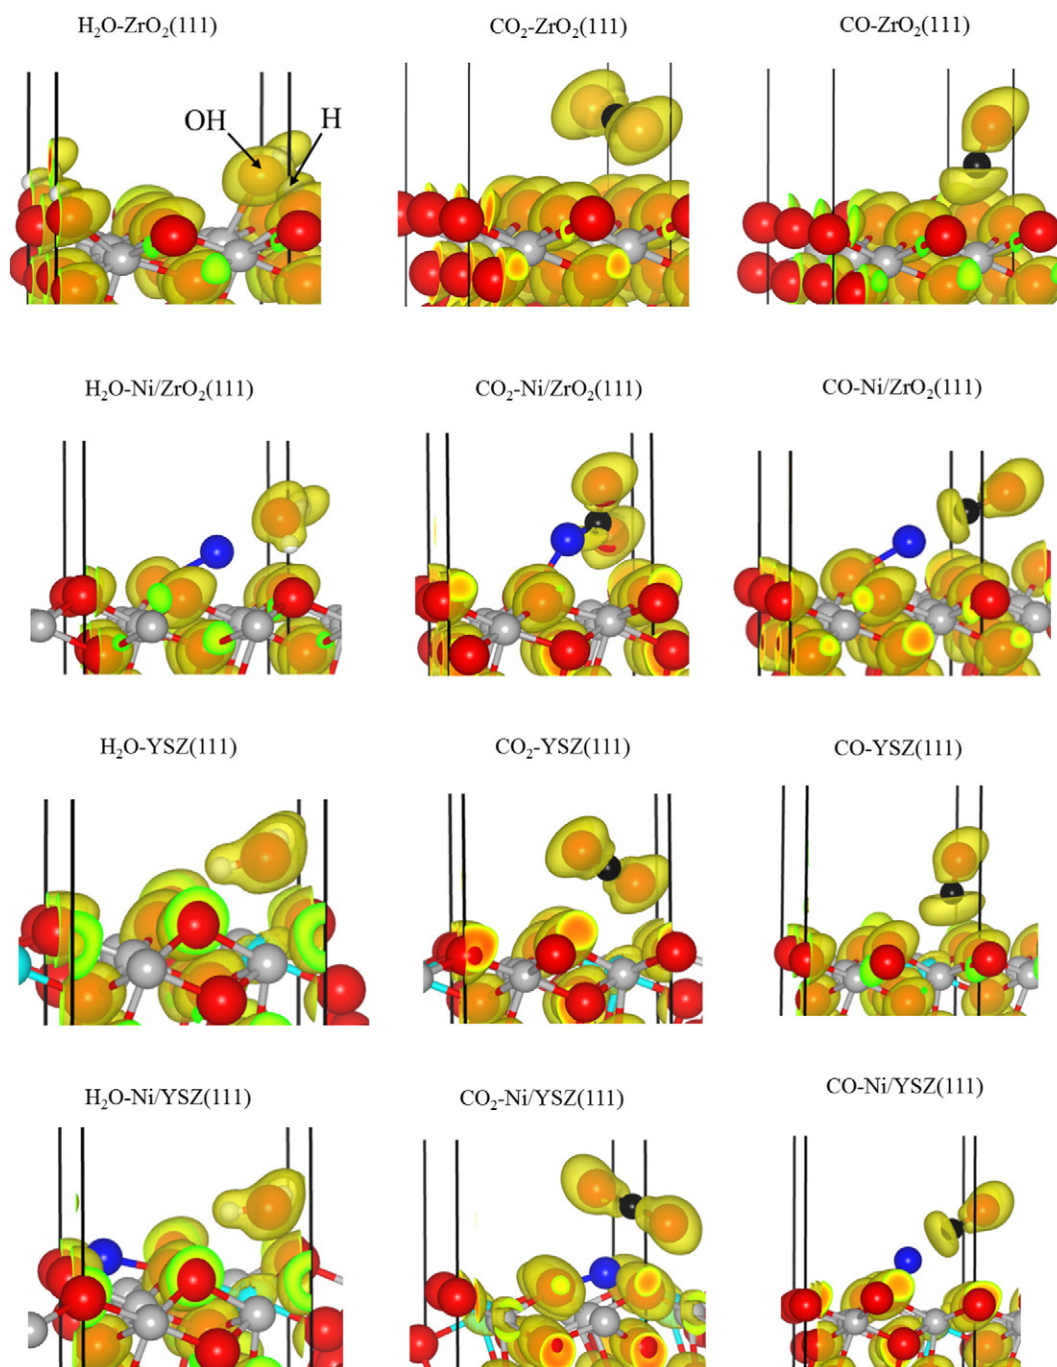 H₂O-ZrO₂(111) CO₂-ZrO₂(111) CO-ZrO₂(111)
OH H
H₂O-Ni/ZrO₂(111) CO₂-Ni/ZrO₂(111) CO-Ni/ZrO₂(111)
H₂O-YSZ(111) CO₂-YSZ(111) CO-YSZ(111)
H₂O-Ni/YSZ(111) CO₂-Ni/YSZ(111) CO-Ni/YSZ(111)